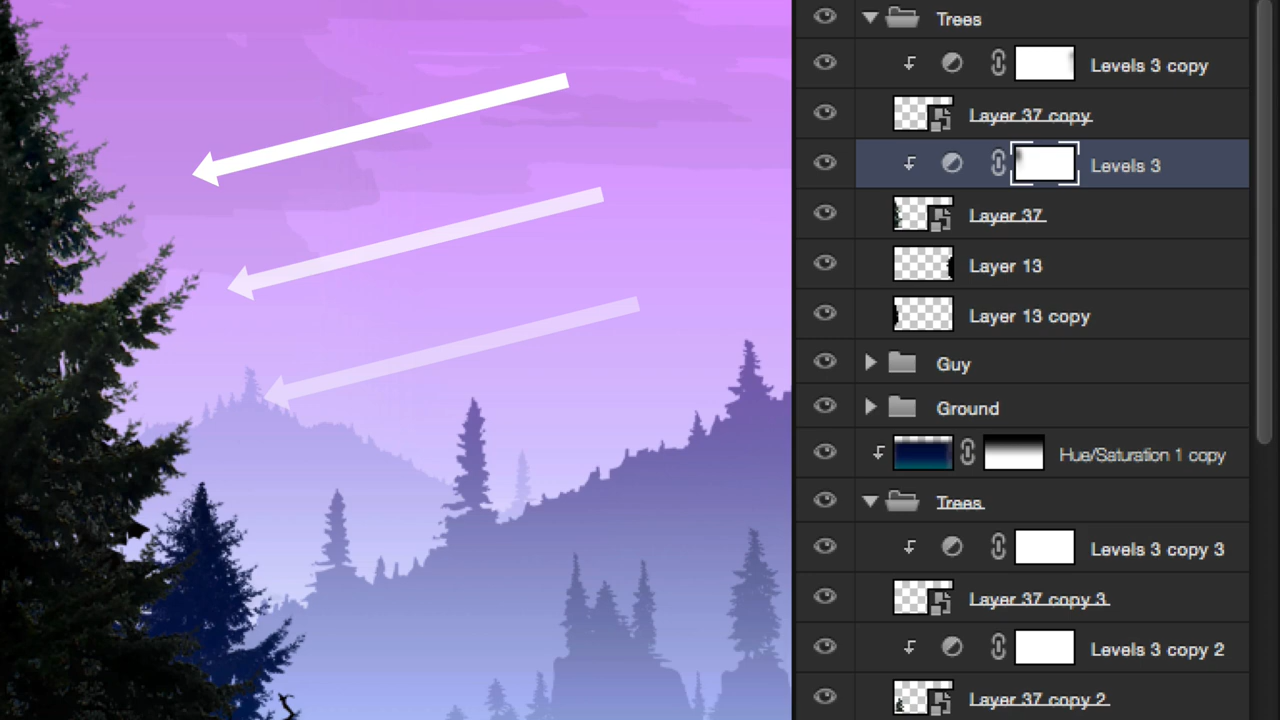 Trees
Levels 3 copy
Layer 37 copy
Levels 3
Layer 37
Layer 13
Layer 13 copy
Guy
Ground
Hue/Saturation 1 copy
Trees
Levels 3 copy 3
Layer 37 copy 3
Levels 3 copy 2
Layer 37 copy 2